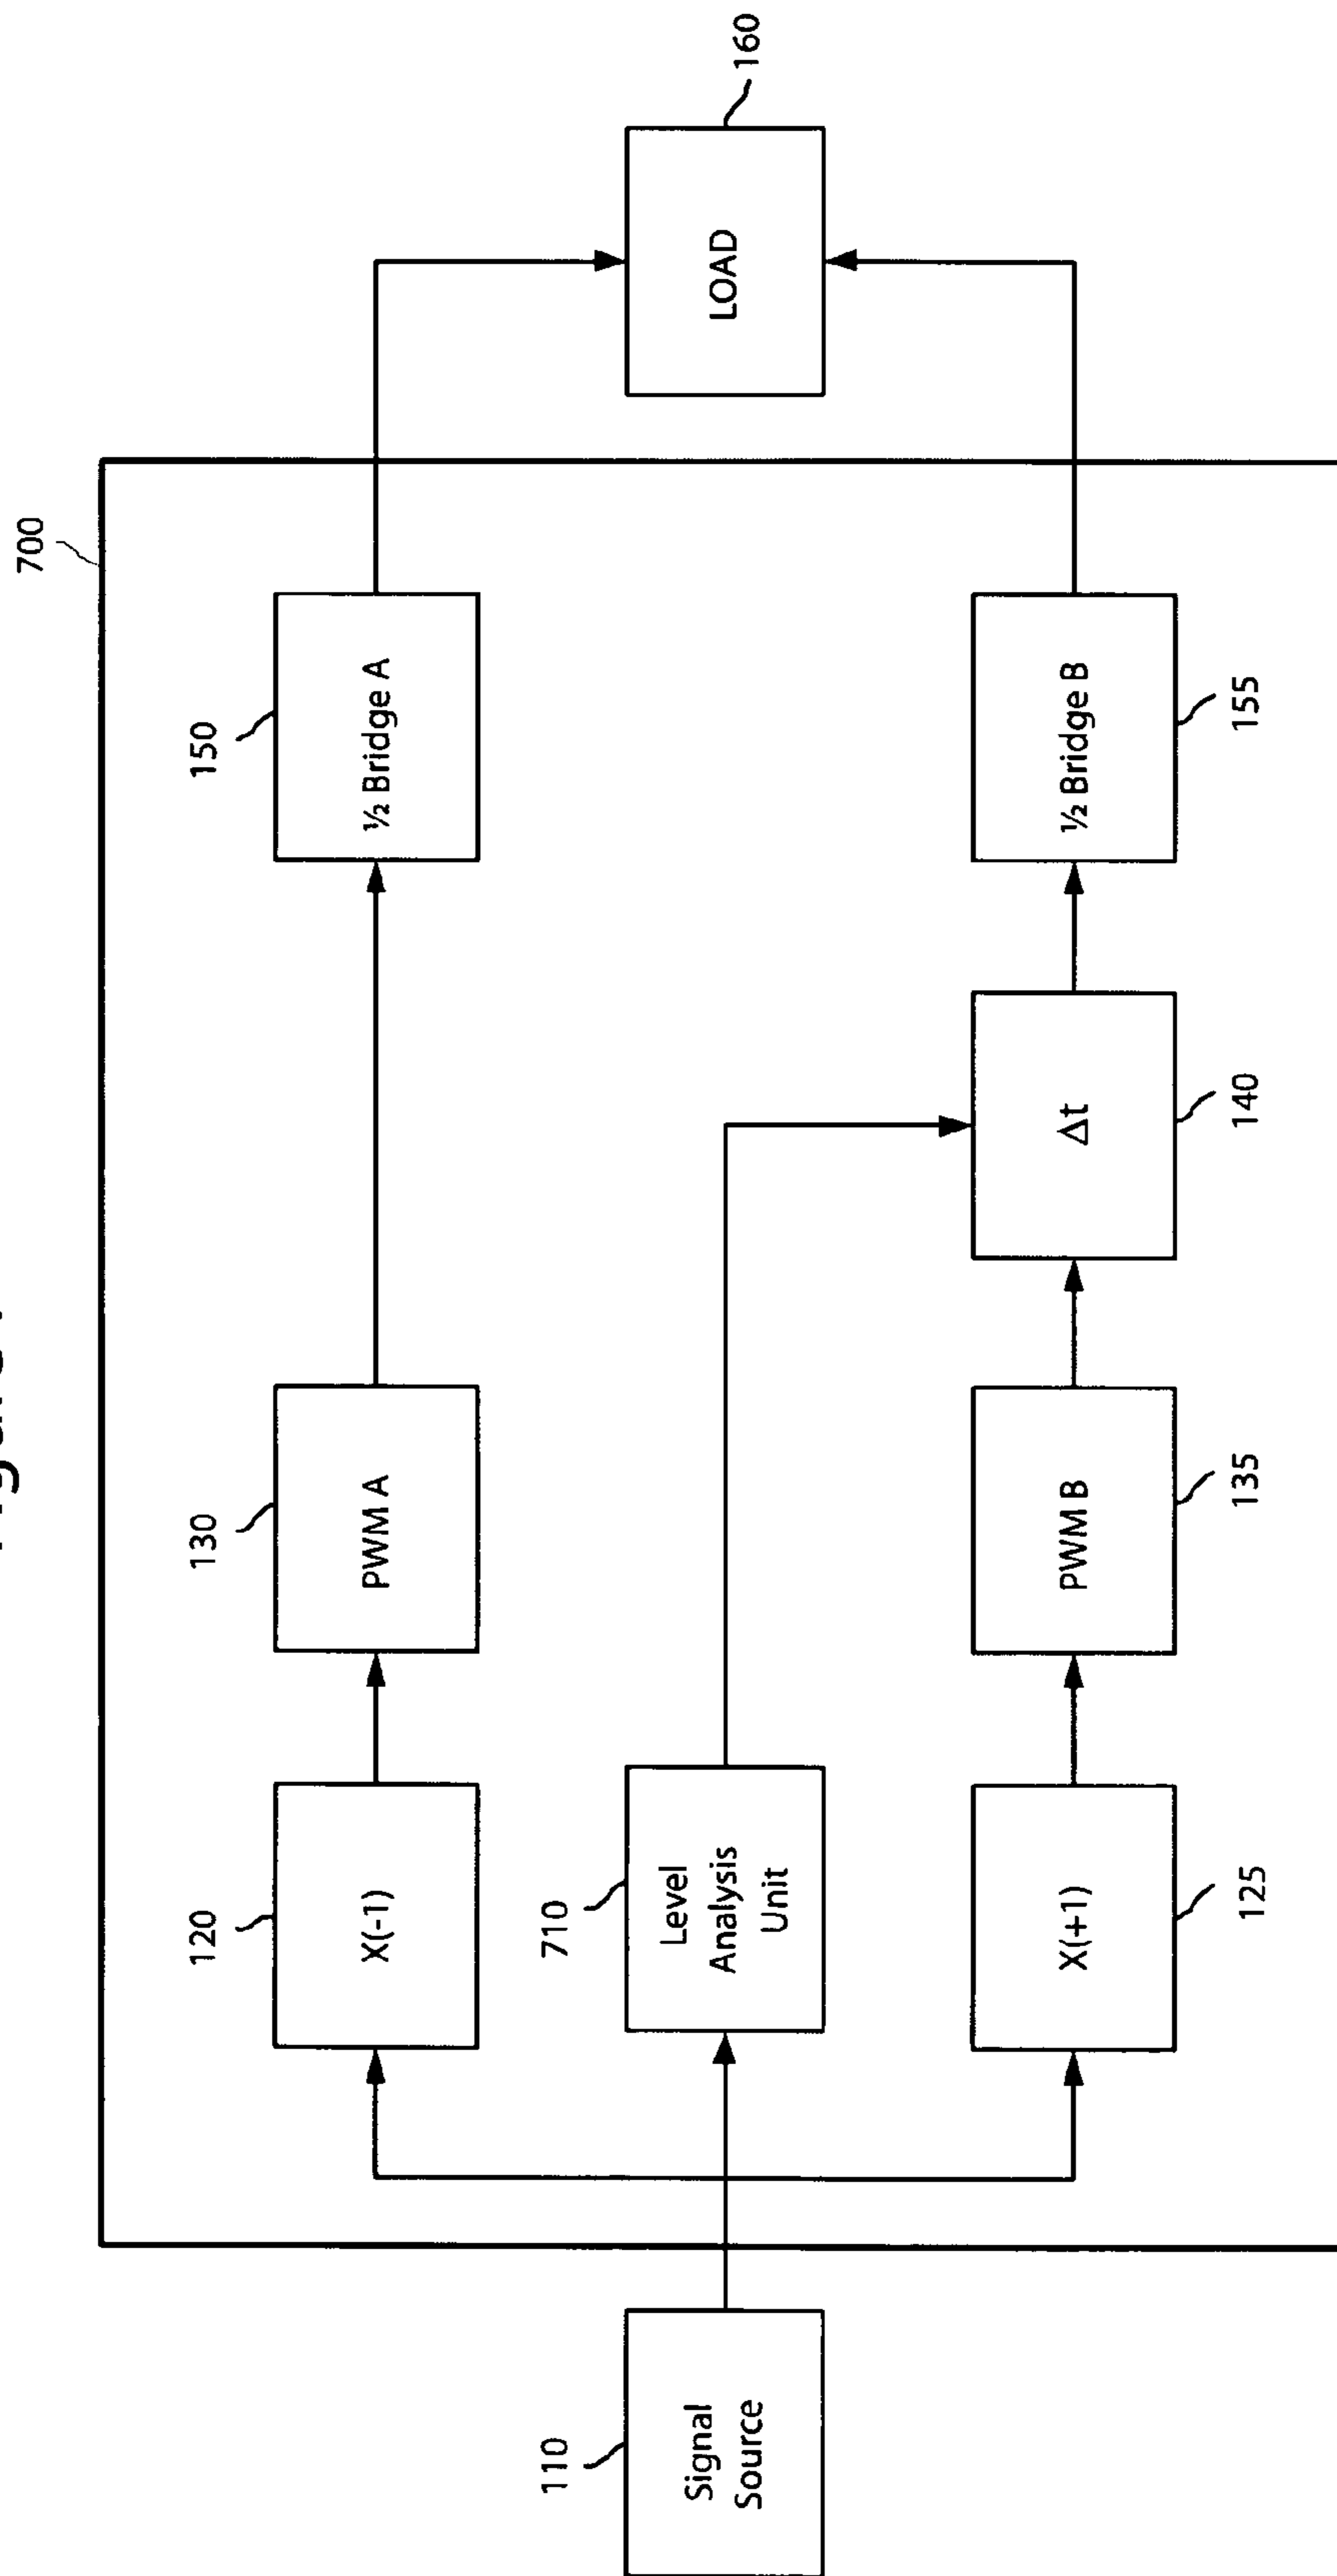 700
120
X(-1)
130
PWM A
150
½ Bridge A
110
Signal
Source
710
Level
Analysis
Unit
LOAD
160
X(+1)
125
PWM B
135
Δt
140
½ Bridge B
155